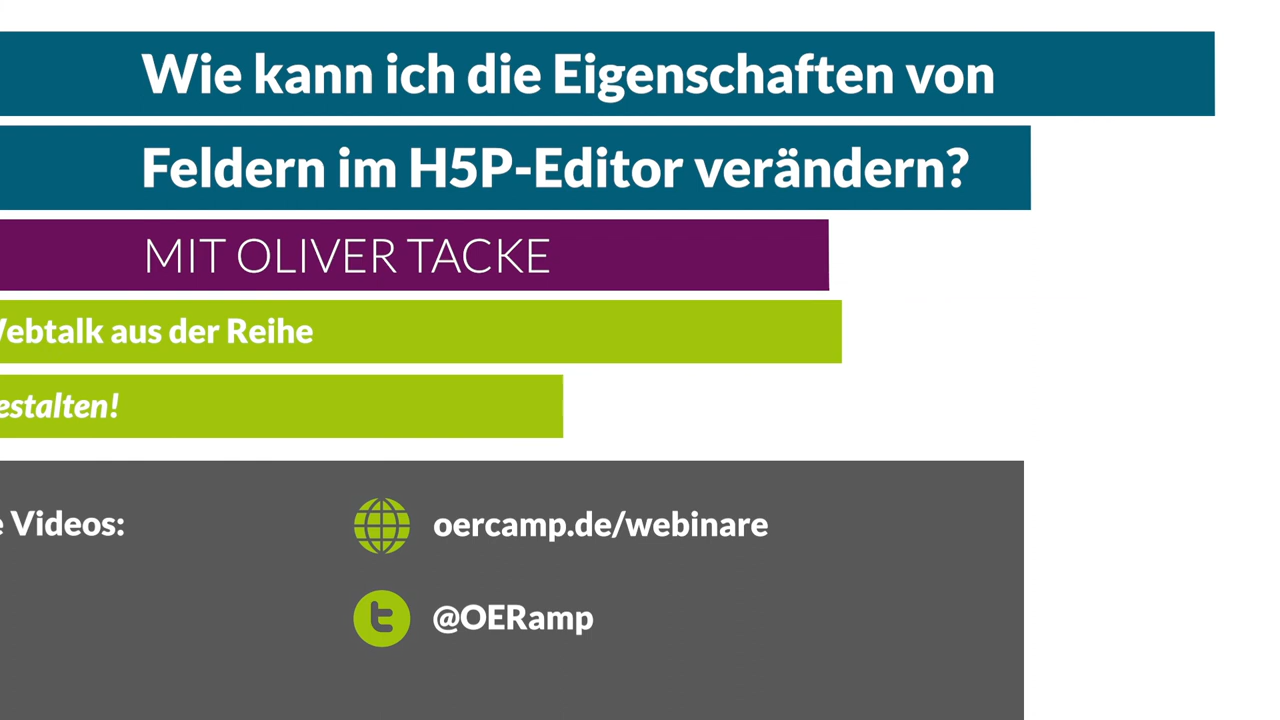 Wie kann ich die Eigenschaften von
Feldern im H5P-Editor verändern?
MIT OLIVER TACKE
aus der Reihe
Videos:
oercamp.de/webinare
@OERamp